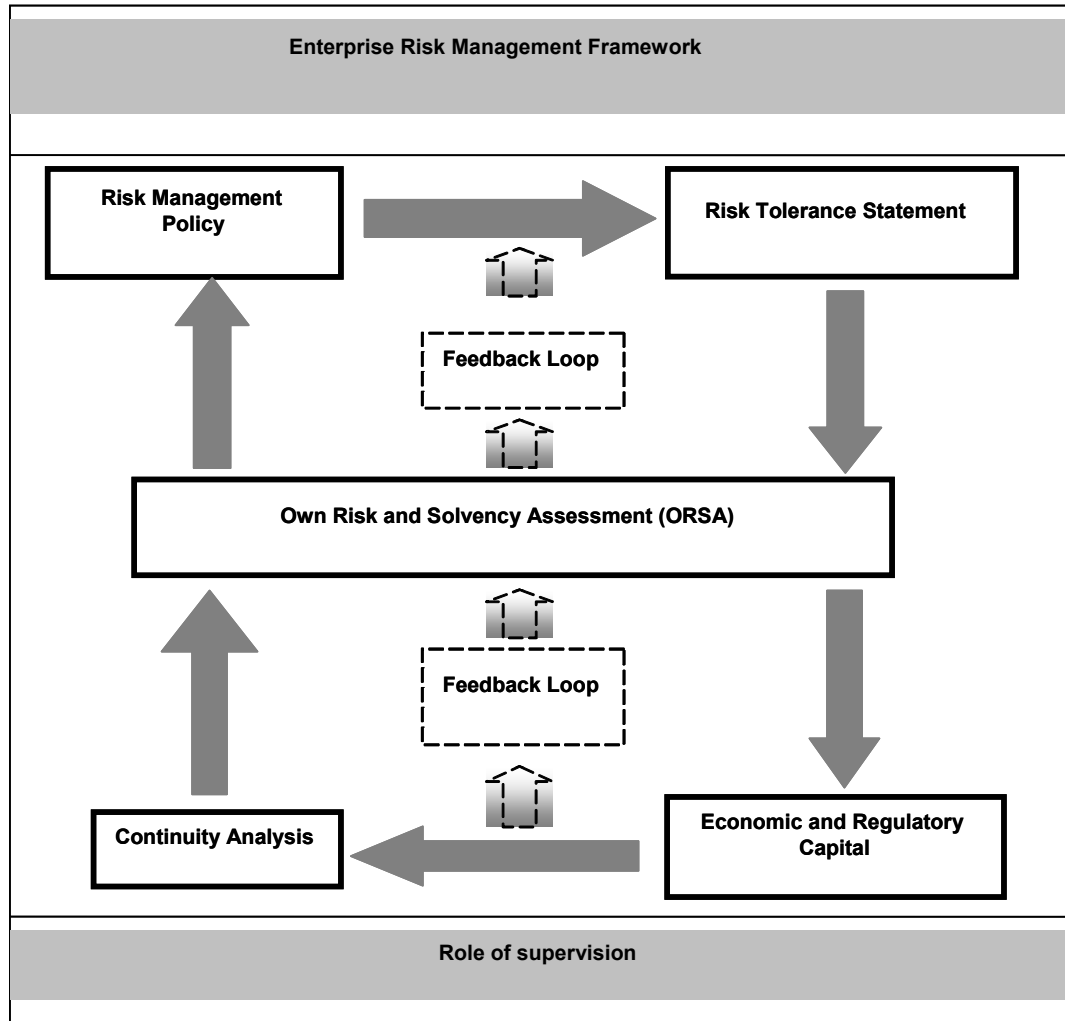 Enterprise Risk Management Framework
Risk Management
Policy
Risk Tolerance Statement
Feedback Loop
Own Risk and Solvency Assessment (ORSA)
Feedback Loop
Continuity Analysis
Economic and Regulatory
Capital
Role of supervision